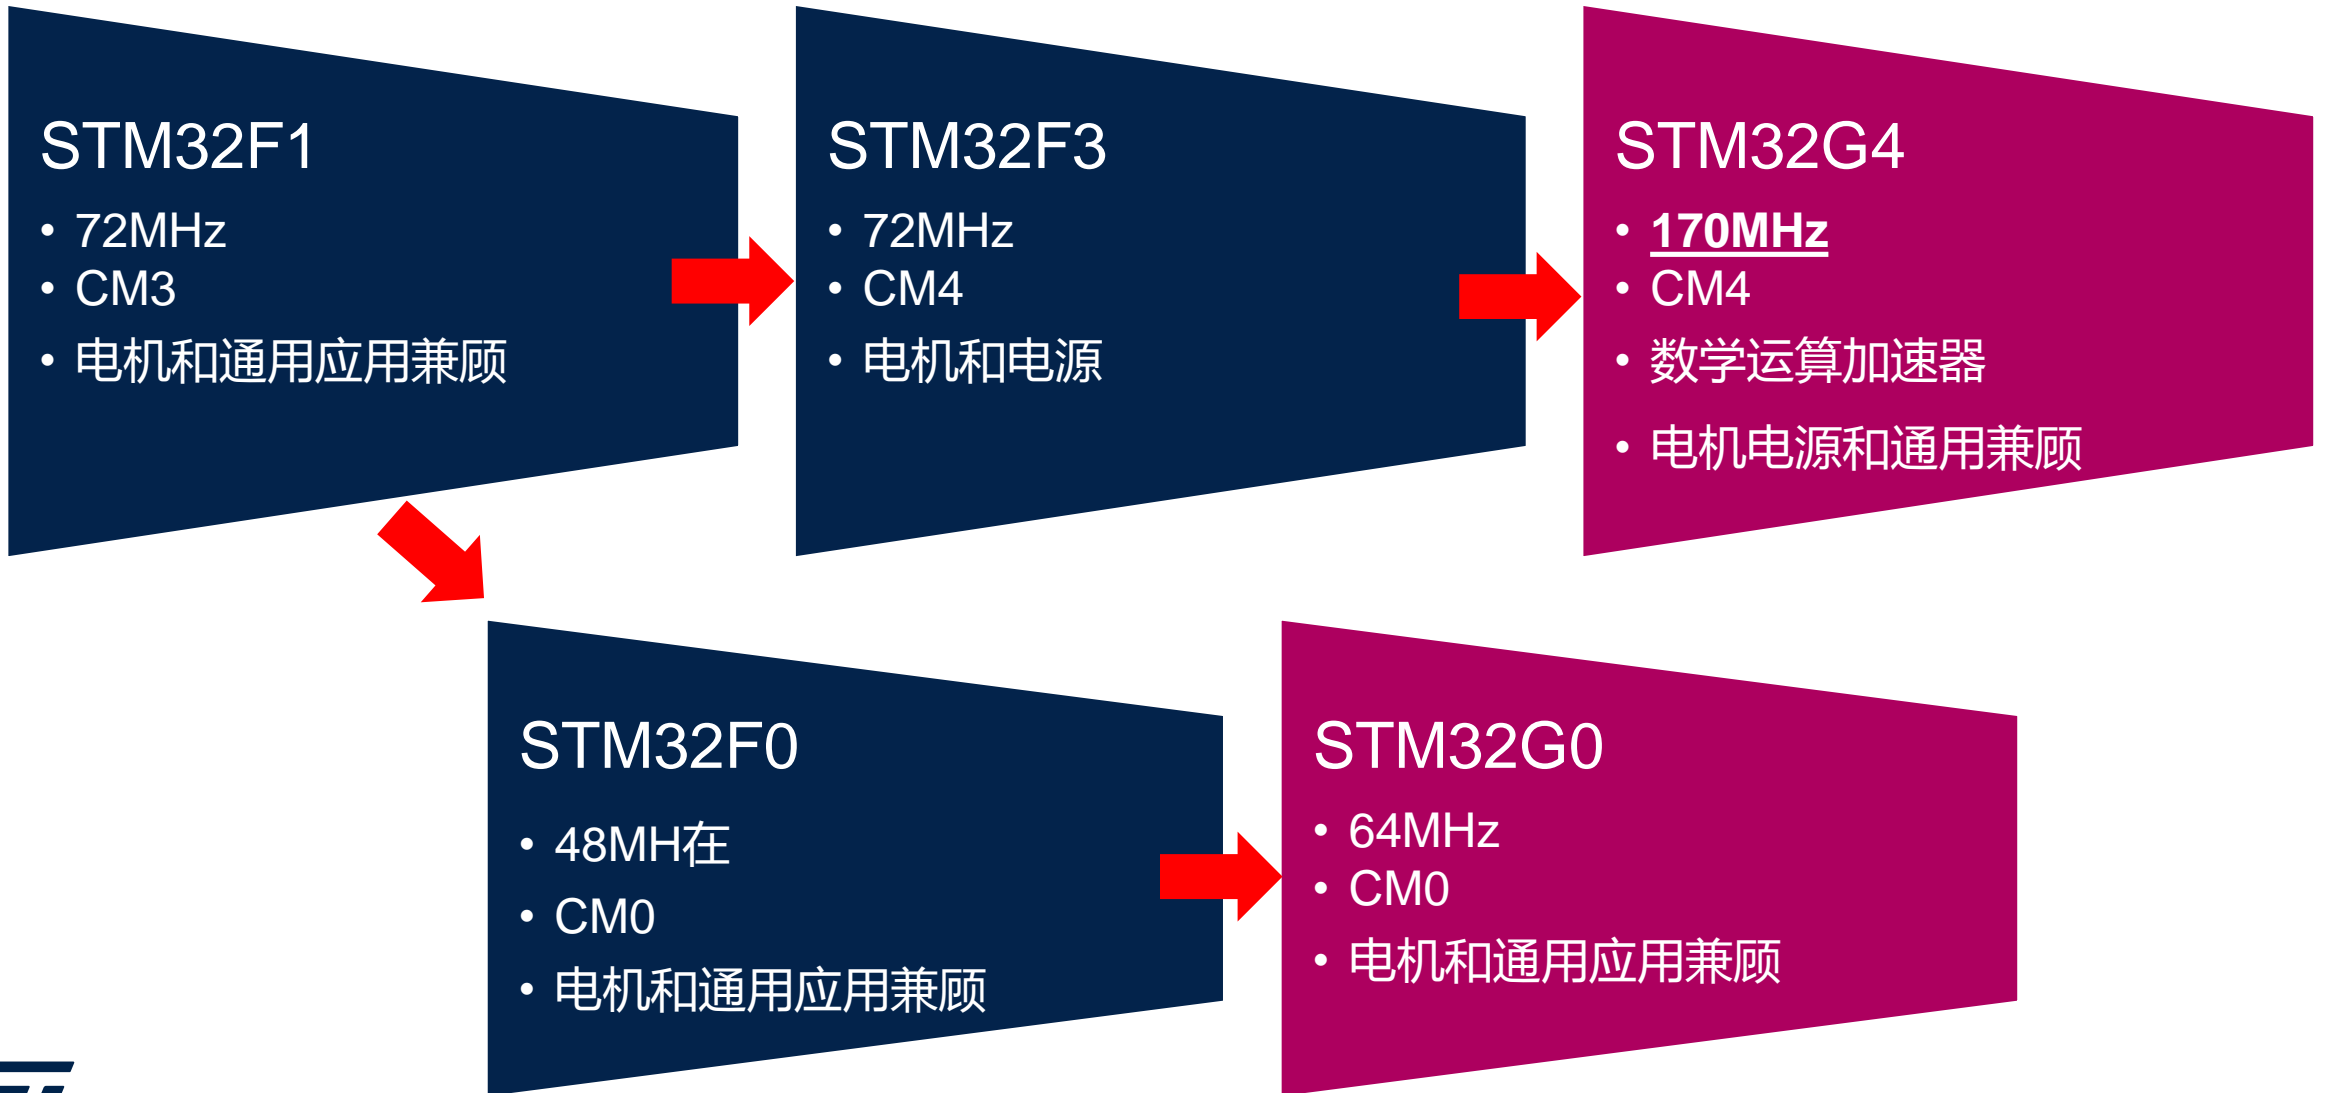 STM32F1
• 72MHz
• CM3
• 电机和通用应用兼顾
STM32F3
• 72MHz
• CM4
• 电机和电源
STM32G4
• 170MHz
• CM4
• 数学运算加速器
• 电机电源和通用兼顾
STM32F0
• 48MH在
• CM0
• 电机和通用应用兼顾
STM32G0
• 64MHz
• CM0
• 电机和通用应用兼顾